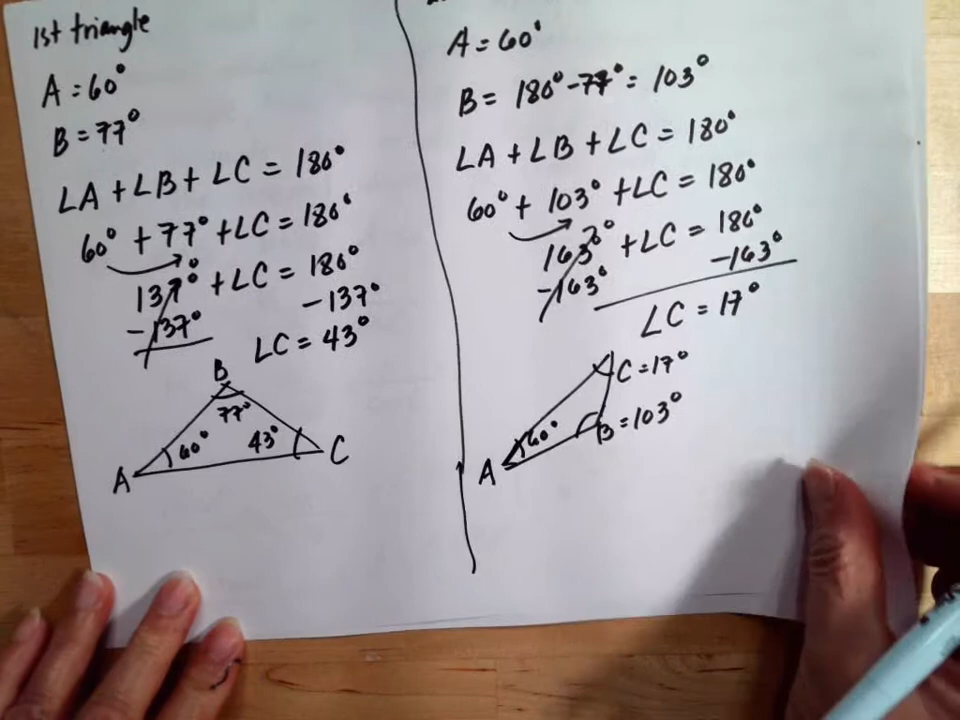 1st triangle
A = 60°
B = 77°
∠A + ∠B + ∠C = 180°
60° + 77° + ∠C = 180°
137° + ∠C = 180°
-137° -137°
∠C = 43°
B
77°
60° 43°
A C
A = 60°
B = 180° - 77° = 103°
∠A + ∠B + ∠C = 180°
60° + 103° + ∠C = 180°
163° + ∠C = 180°
-163° -163°
∠C = 17°
C = 17°
60° B = 103°
A